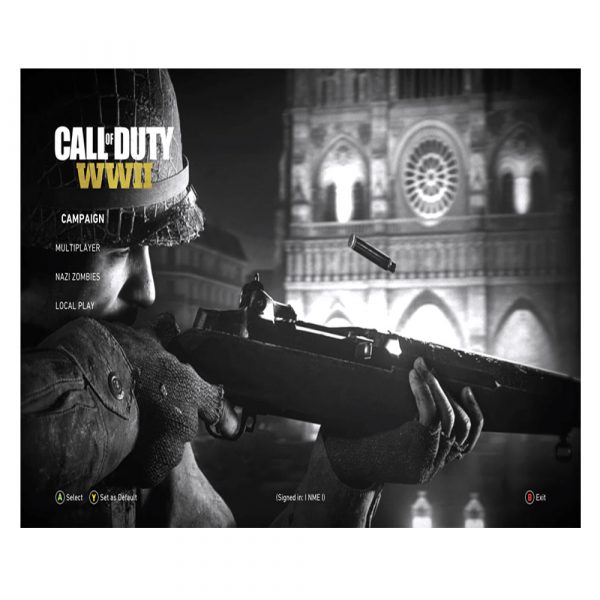 CALL OF DUTY
WWII
CAMPAIGN
MULTIPLAYER
NAZI ZOMBIES
LOCAL PLAY
A Select Y Set as Default (Signed in: I NME I) B Exit